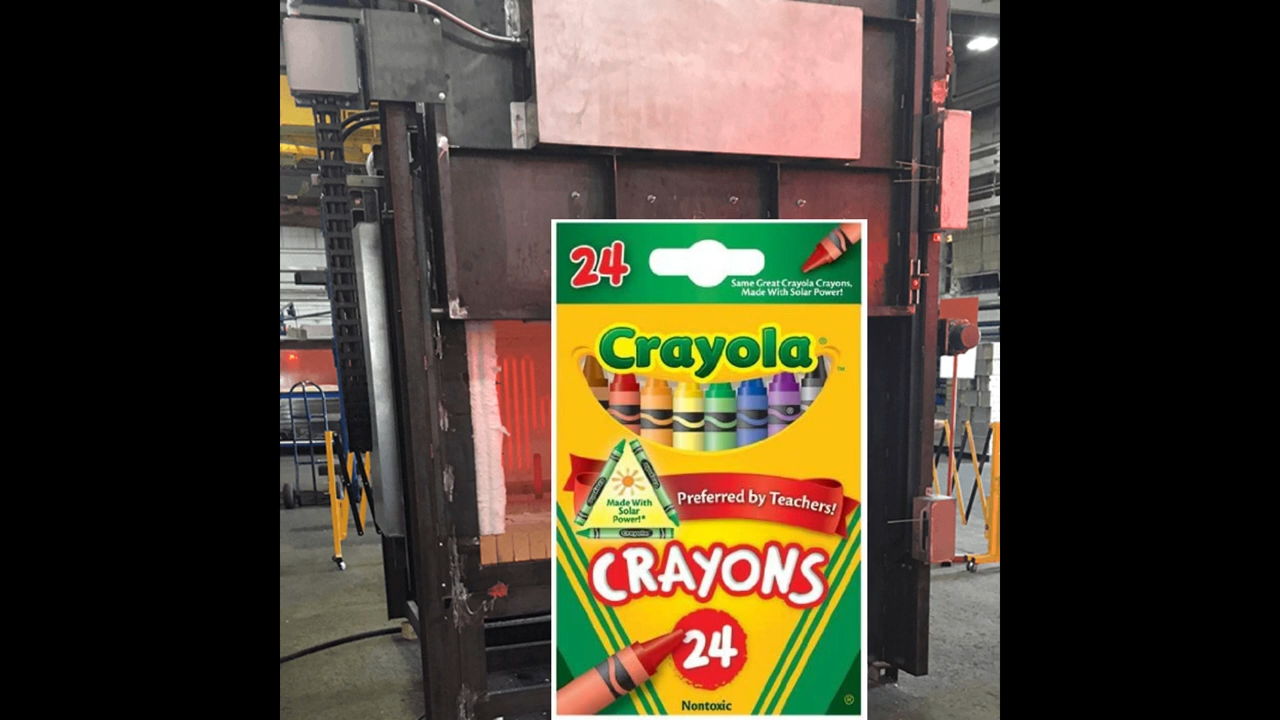 24
Same Great Crayola Crayons,
Made With Solar Power!
Crayola
Made With
Solar
Power!*
Preferred by Teachers!
Crayola
CRAYONS
24
Nontoxic